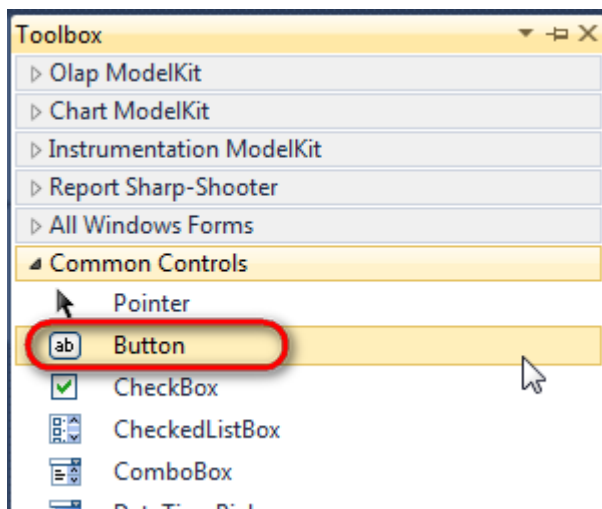 Toolbox
Olap ModelKit
Chart ModelKit
Instrumentation ModelKit
Report Sharp-Shooter
All Windows Forms
Common Controls
Pointer
ab Button
CheckBox
CheckedListBox
ComboBox